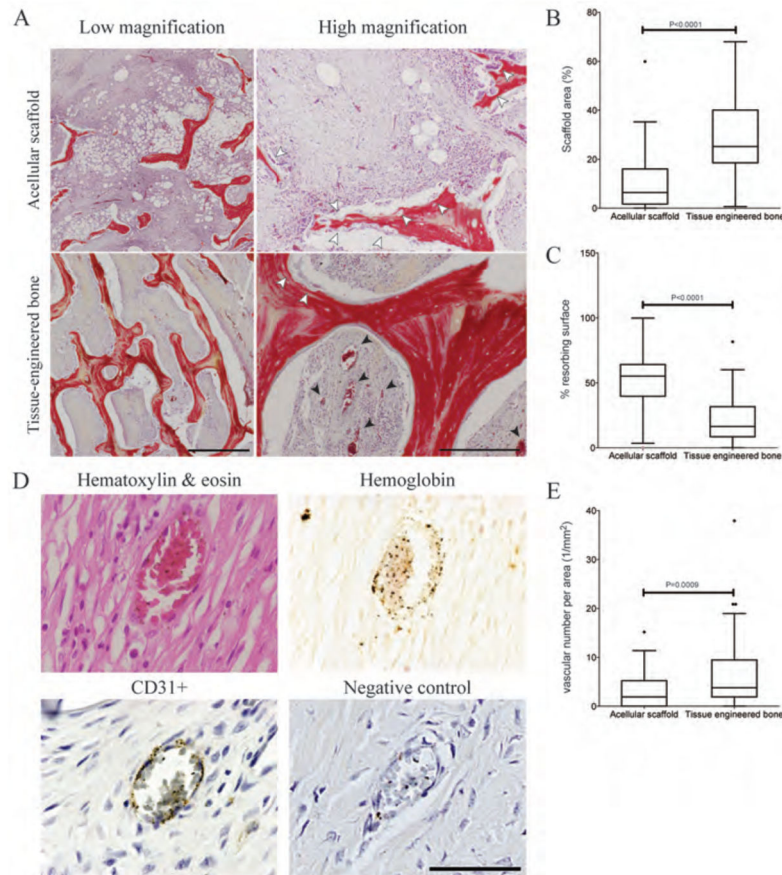 A
Low magnification
High magnification
Acellular scaffold
Tissue-engineered bone
B
P<0.0001
Scaffold area (%)
80
60
40
20
0
Acellular scaffold
Tissue engineered bone
C
P<0.0001
% resorbing surface
150
100
50
0
Acellular scaffold
Tissue engineered bone
D
Hematoxylin & eosin
Hemoglobin
CD31+
Negative control
E
P=0.0009
vascular number per area (1/mm²)
40
30
20
10
0
Acellular scaffold
Tissue engineered bone